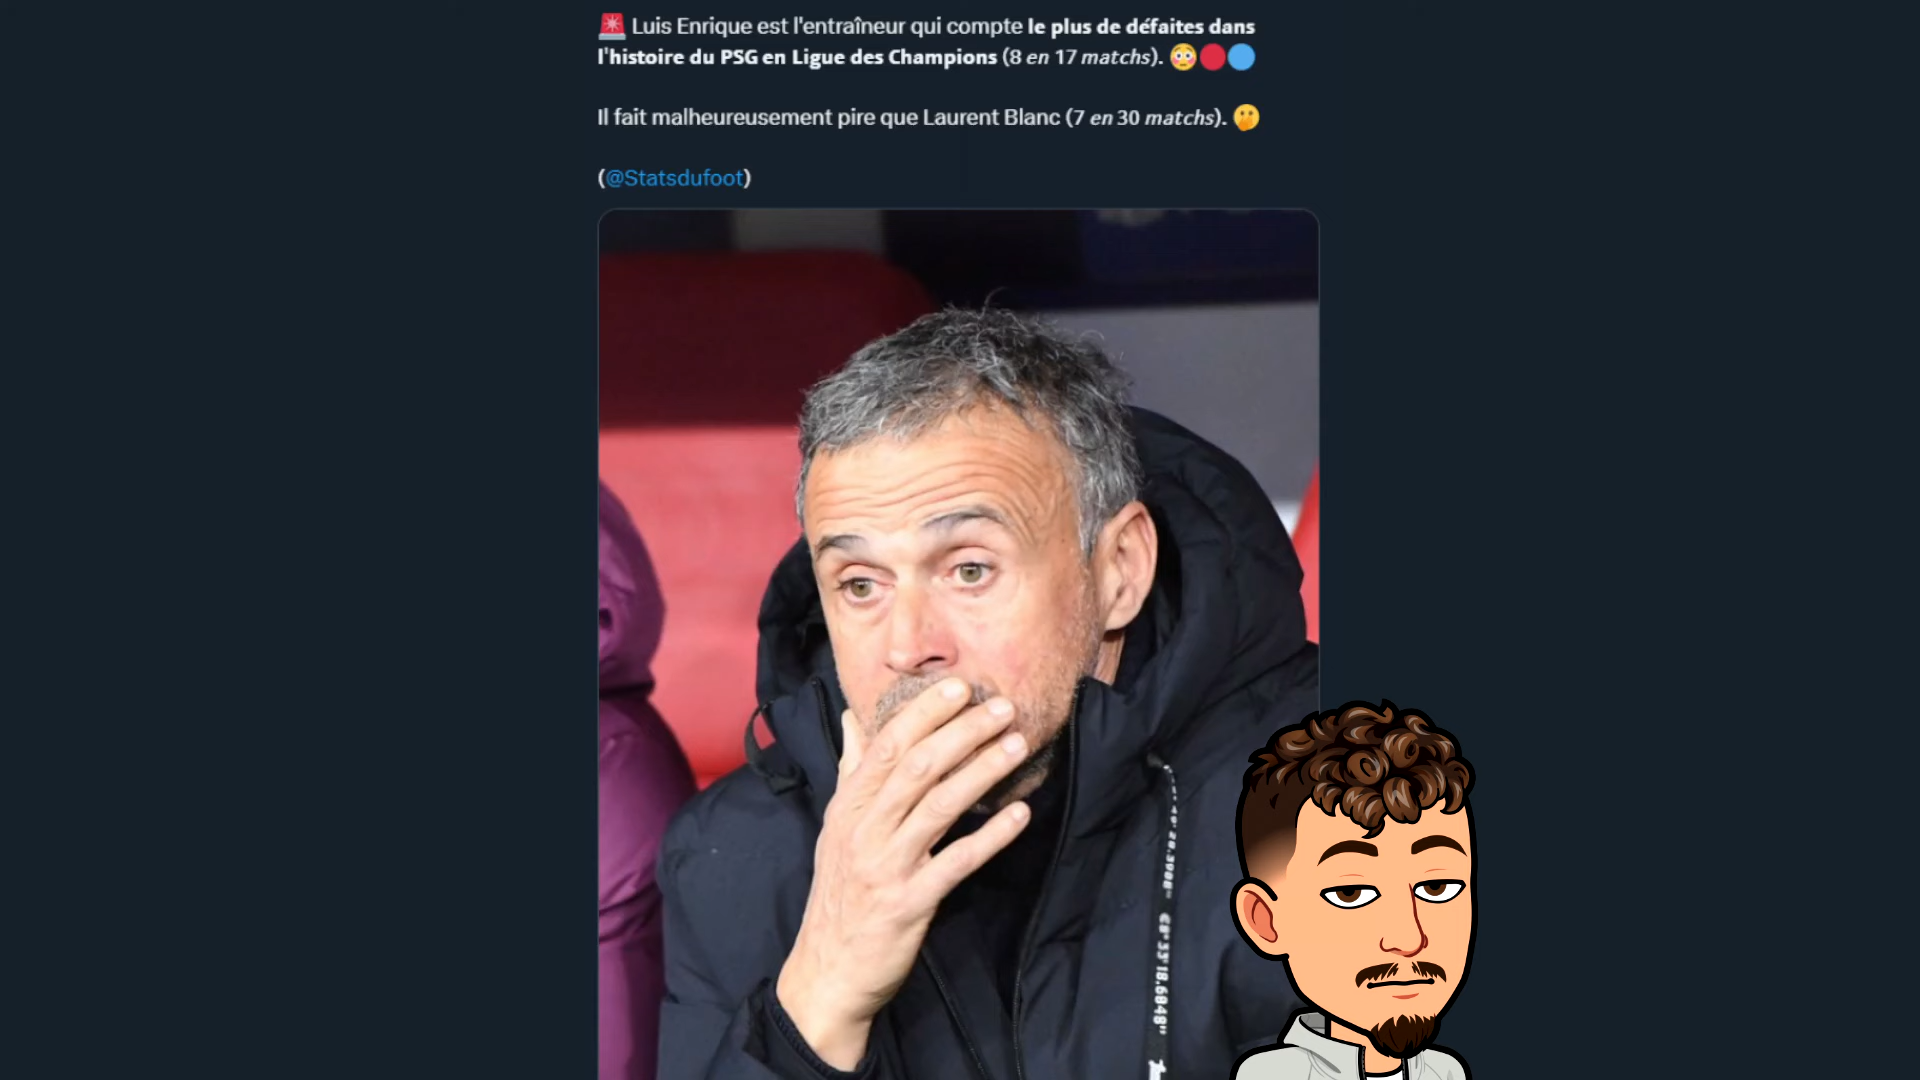 🚨 Luis Enrique est l'entraîneur qui compte le plus de défaites dans
l'histoire du PSG en Ligue des Champions (8 en 17 matchs). 😳🔴🔵
Il fait malheureusement pire que Laurent Blanc (7 en 30 matchs). 🫢
(@Statsdufoot)